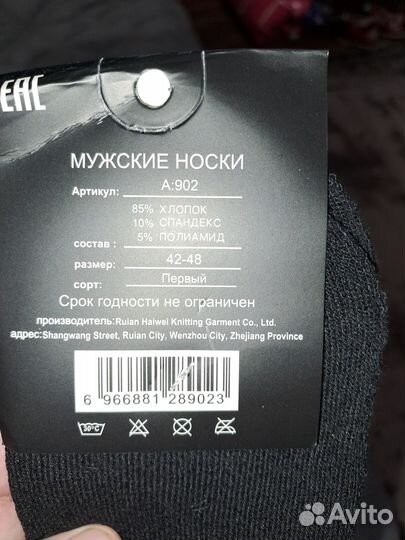 EAC
МУЖСКИЕ НОСКИ
Артикул: A:902
85% ХЛОПОК
10% СПАНДЕКС
состав : 5% ПОЛИАМИД
размер: 42-48
сорт: Первый
Срок годности не ограничен
производитель: Ruian Halwel Knitting Garment Co., Ltd.
адрес: Shangwang Street, Ruian City, Wenzhou City, Zhejiang Province
6 966881 289023
30°C
Avito